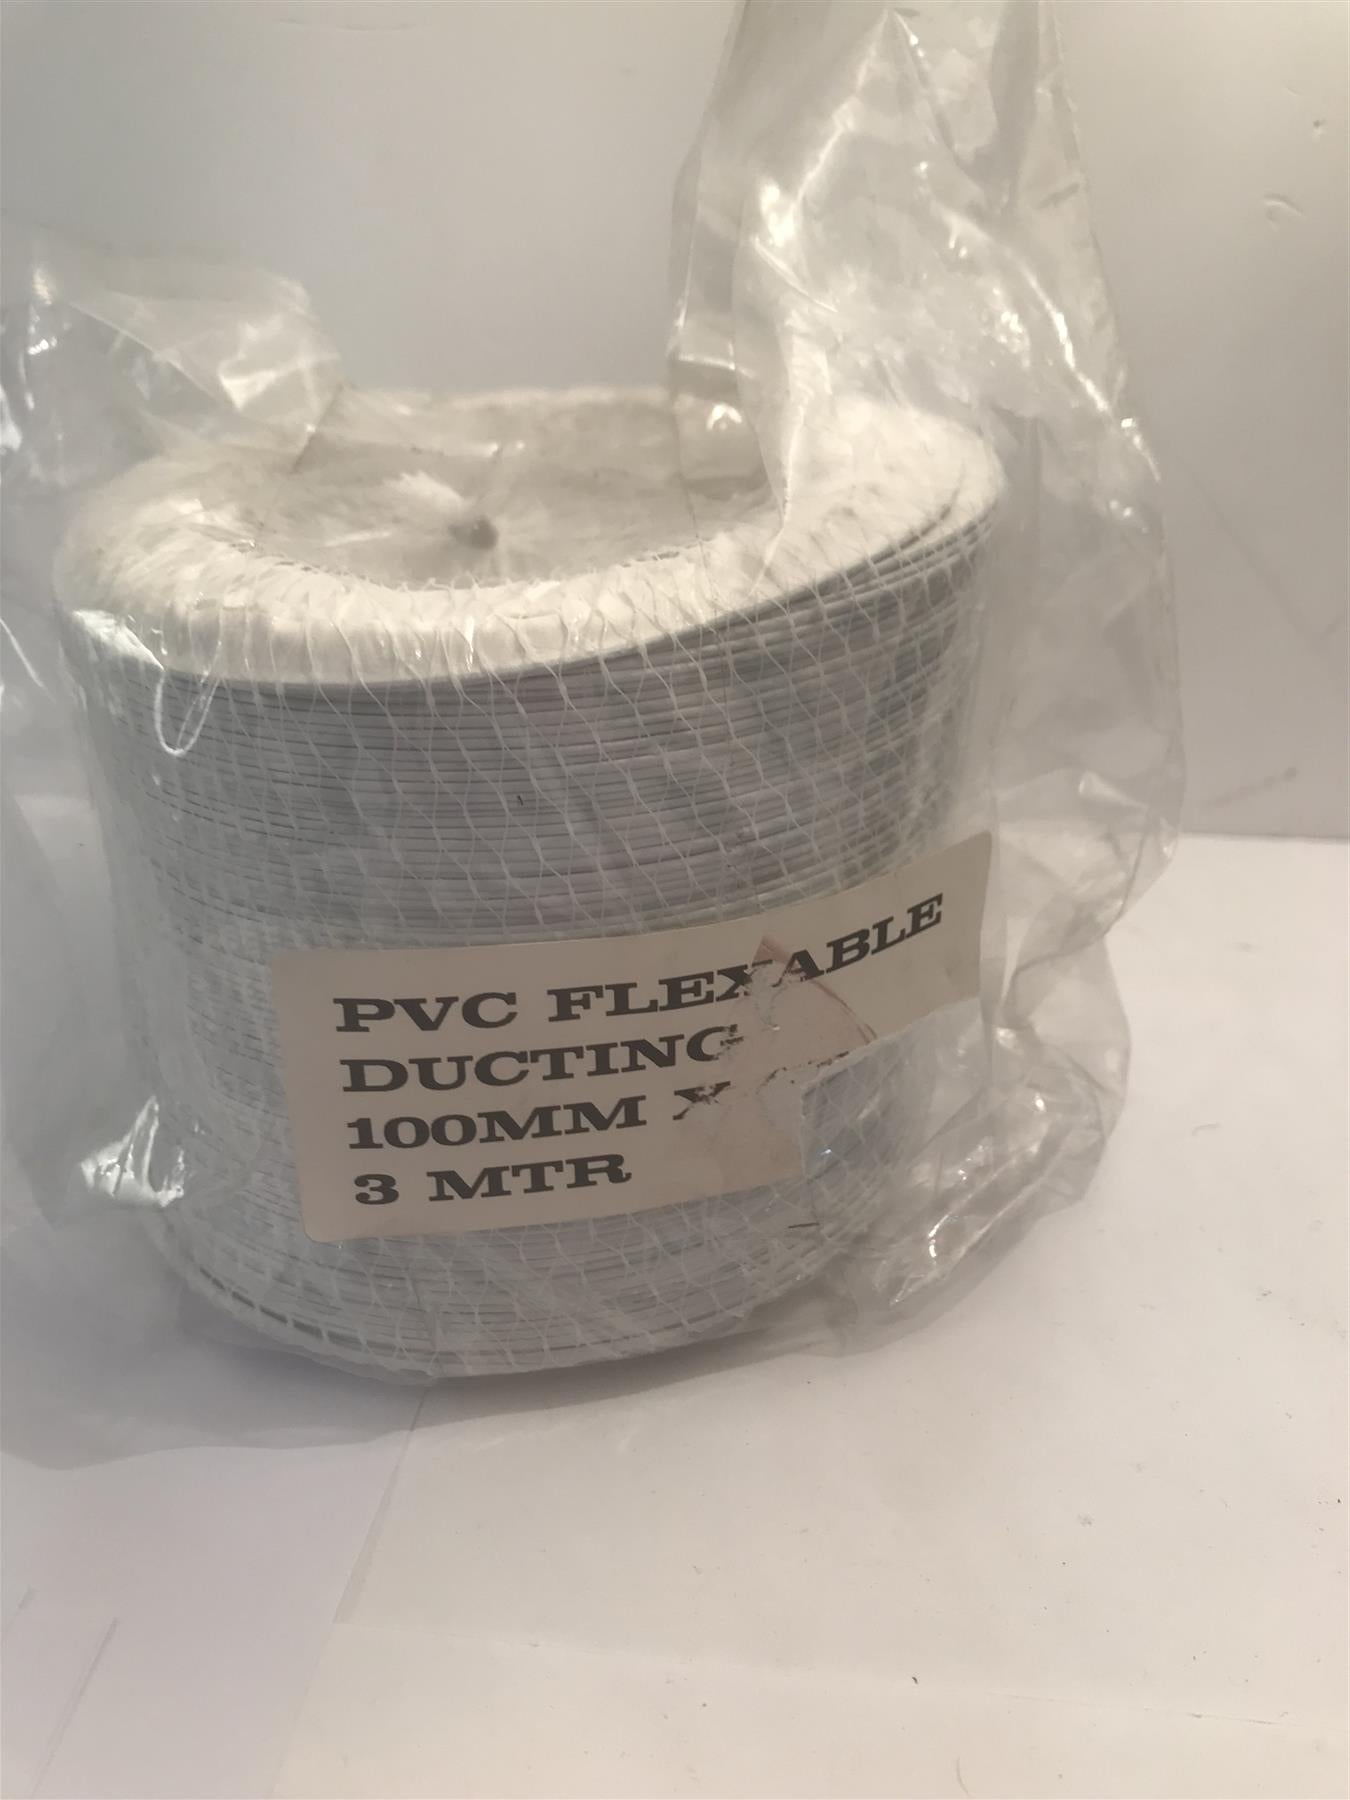 PVC FLEXABLE
DUCTING
100MM X
3 MTR